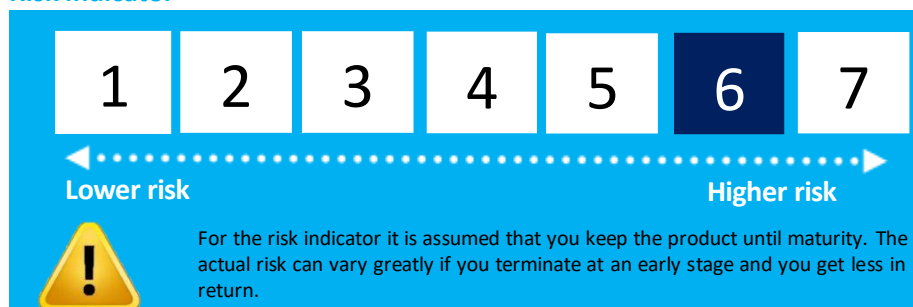 Risk Indicator
1 2 3 4 5 6 7
Lower risk Higher risk
For the risk indicator it is assumed that you keep the product until maturity. The
actual risk can vary greatly if you terminate at an early stage and you get less in
return.